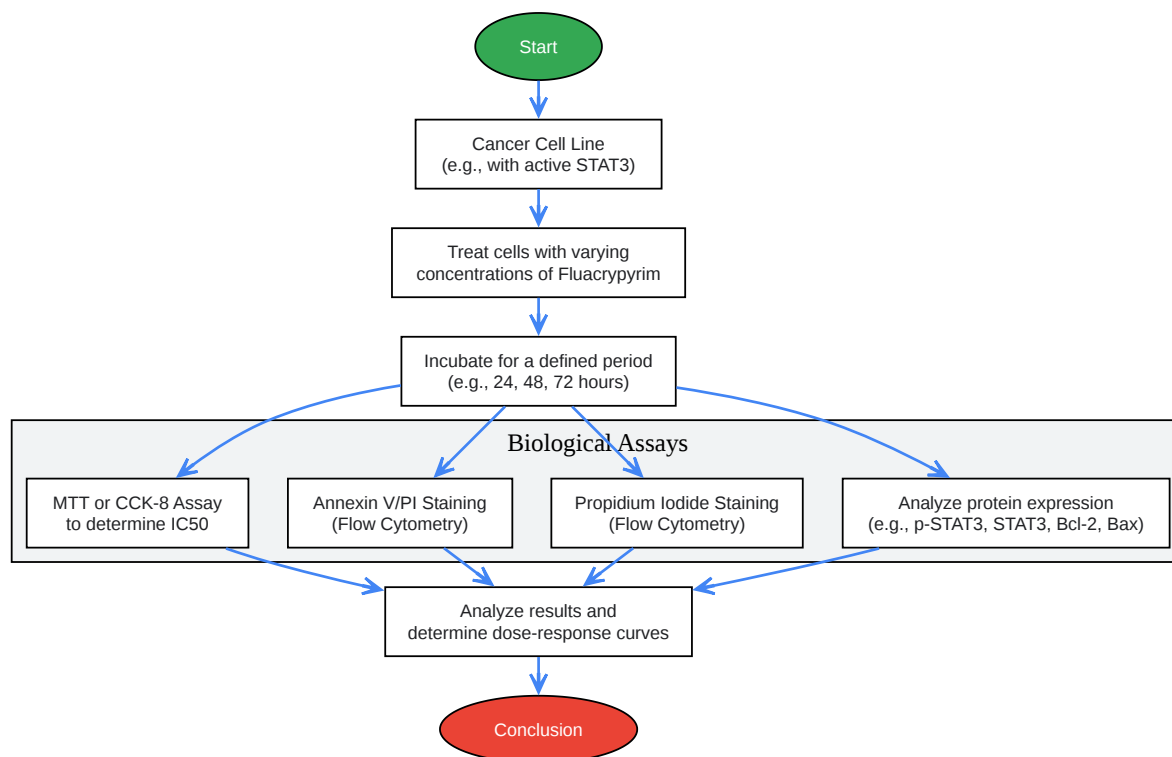 Start
Cancer Cell Line
(e.g., with active STAT3)
Treat cells with varying
concentrations of Fluacrypyrim
Incubate for a defined period
(e.g., 24, 48, 72 hours)
Biological Assays
MTT or CCK-8 Assay
to determine IC50
Annexin V/PI Staining
(Flow Cytometry)
Propidium Iodide Staining
(Flow Cytometry)
Analyze protein expression
(e.g., p-STAT3, STAT3, Bcl-2, Bax)
Analyze results and
determine dose-response curves
Conclusion